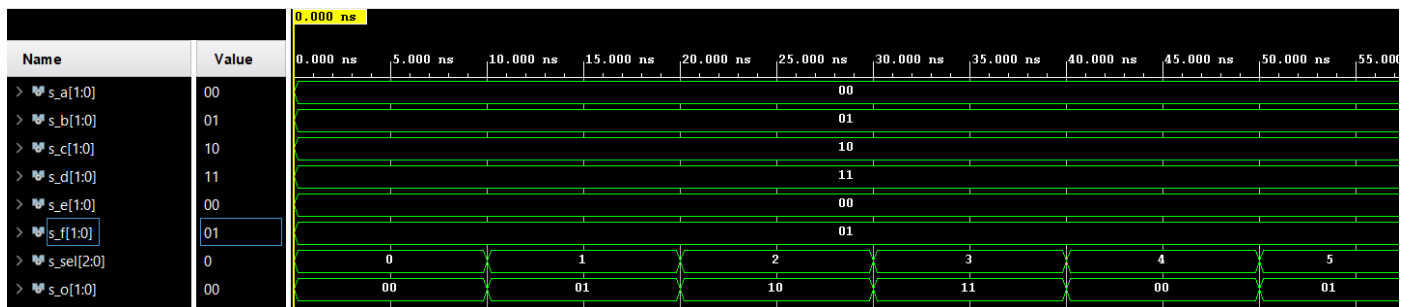 0.000 ns
Name Value 0.000 ns 5.000 ns 10.000 ns 15.000 ns 20.000 ns 25.000 ns 30.000 ns 35.000 ns 40.000 ns 45.000 ns 50.000 ns 55.000
s_a[1:0] 00 00
s_b[1:0] 01 01
s_c[1:0] 10 10
s_d[1:0] 11 11
s_e[1:0] 00 00
s_f[1:0] 01 01
s_sel[2:0] 0 0 1 2 3 4 5
s_o[1:0] 00 00 01 10 11 00 01